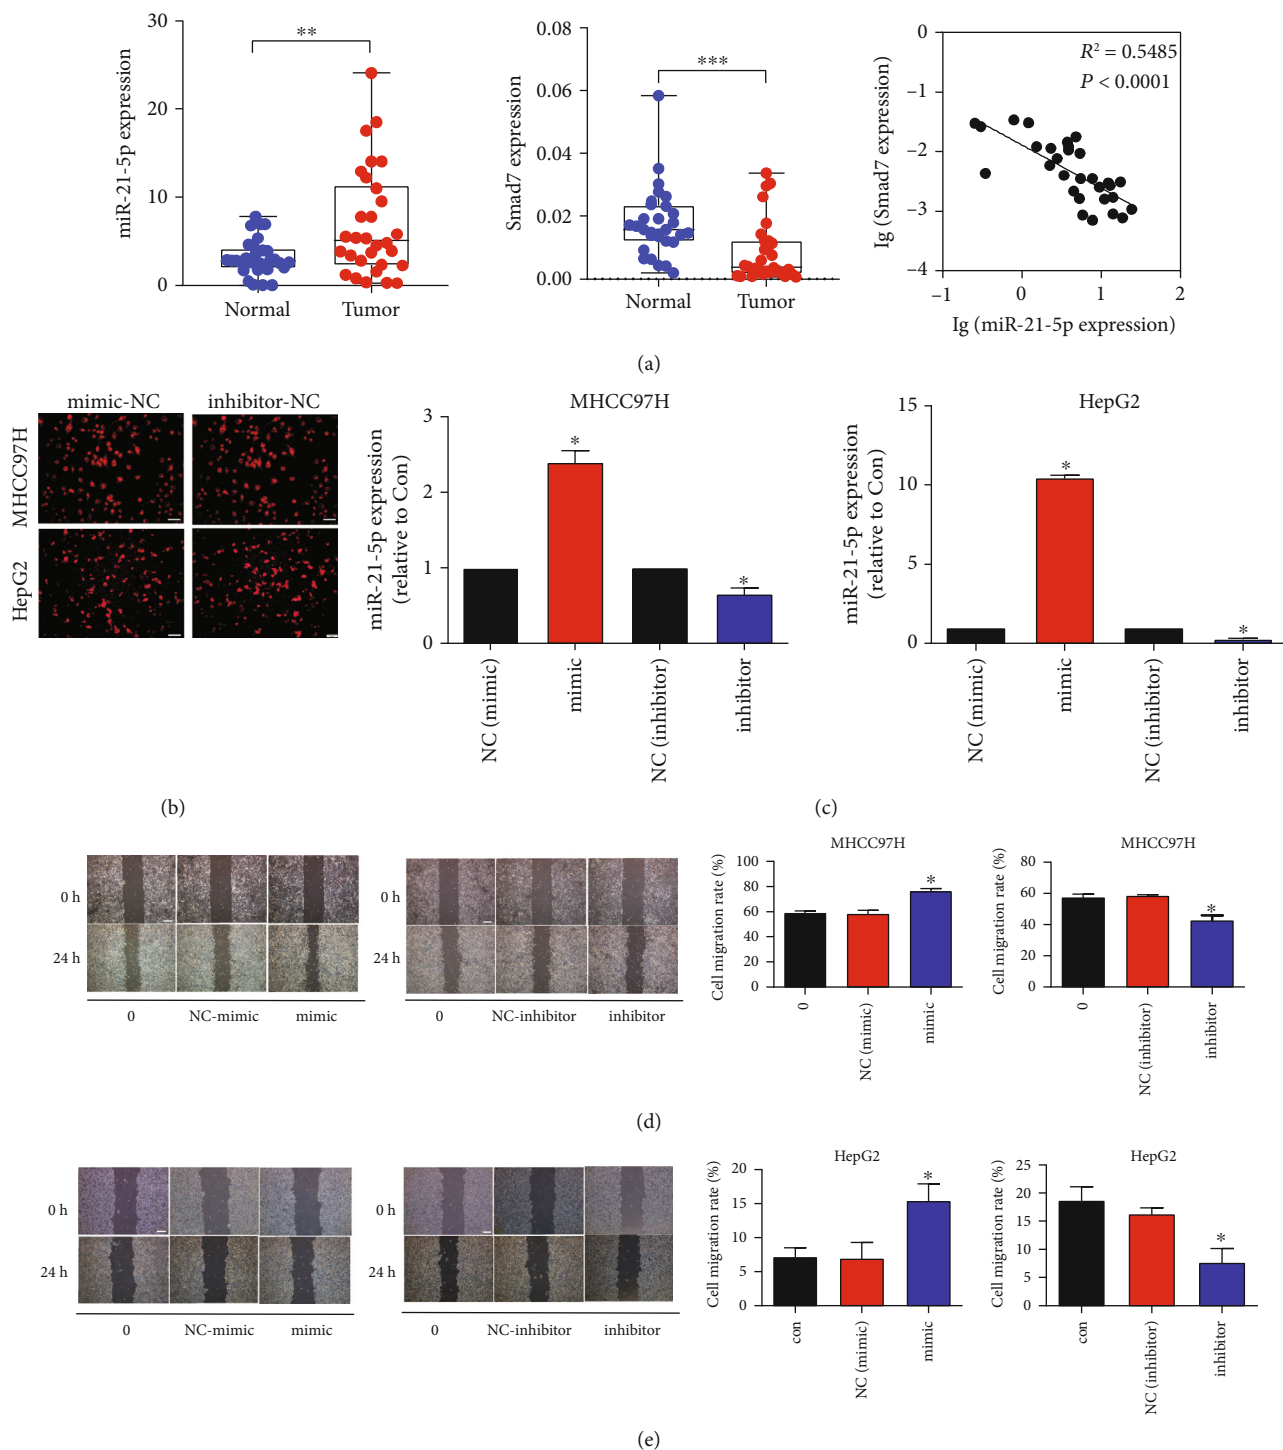 miR-21-5p expression
30
20
10
0
**
Normal
Tumor
Smad7 expression
0.08
0.06
0.04
0.02
0.00
***
Normal
Tumor
Ig (Smad7 expression)
0
−1
−2
−3
−4
R² = 0.5485
P < 0.0001
−1
0
1
2
Ig (miR-21-5p expression)
(a)
mimic-NC
inhibitor-NC
MHCC97H
HepG2
(b)
MHCC97H
miR-21-5p expression
(relative to Con)
3
2
1
0
*
*
NC (mimic)
mimic
NC (inhibitor)
inhibitor
HepG2
miR-21-5p expression
(relative to Con)
15
10
5
0
*
*
NC (mimic)
mimic
NC (inhibitor)
inhibitor
(c)
0 h
24 h
0
NC-mimic
mimic
0 h
24 h
0
NC-inhibitor
inhibitor
MHCC97H
Cell migration rate (%)
100
80
60
40
20
0
*
0
NC (mimic)
mimic
MHCC97H
Cell migration rate (%)
80
60
40
20
0
*
0
NC (inhibitor)
inhibitor
(d)
0 h
24 h
0
NC-mimic
mimic
0 h
24 h
0
NC-inhibitor
inhibitor
HepG2
Cell migration rate (%)
20
15
10
5
0
*
con
NC (mimic)
mimic
HepG2
Cell migration rate (%)
25
20
15
10
5
0
*
con
NC (inhibitor)
inhibitor
(e)